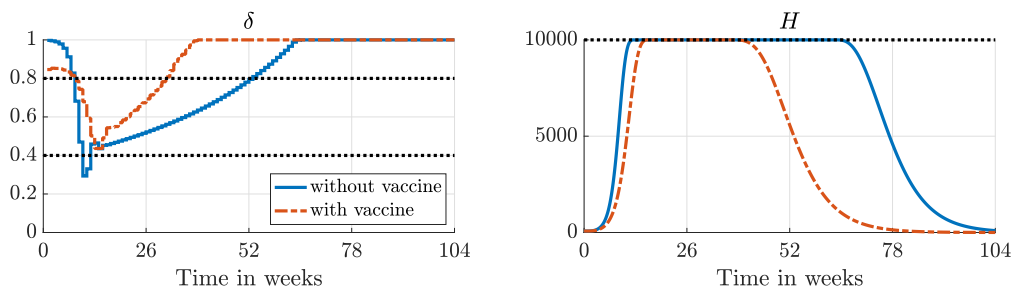 δ
1
0.8
0.6
0.4
0.2
0
0 26 52 78 104
Time in weeks
without vaccine
with vaccine
H
10000
5000
0
0 26 52 78 104
Time in weeks